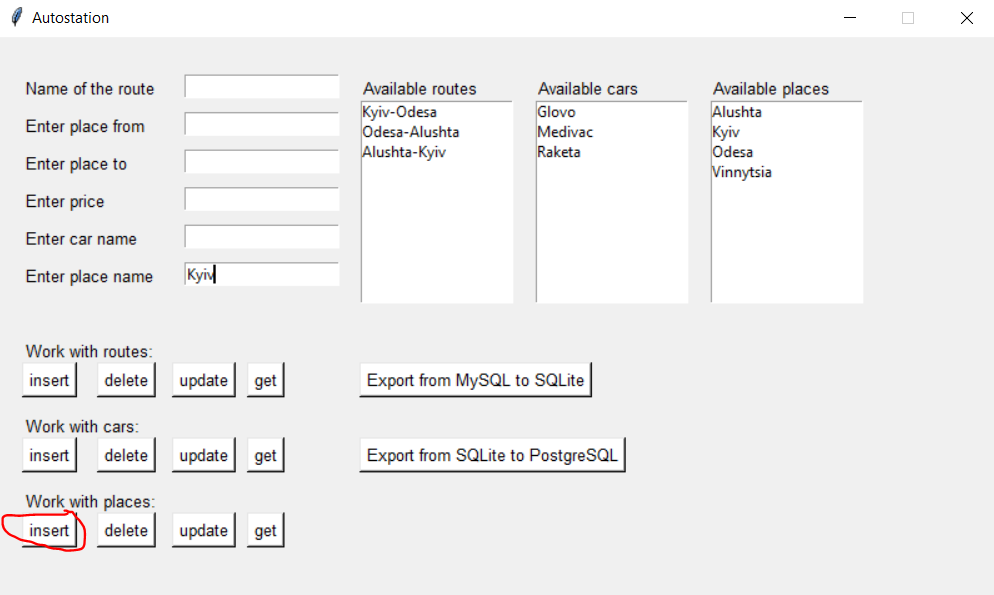 Autostation
Name of the route
Enter place from
Enter place to
Enter price
Enter car name
Enter place name
Kyiv
Available routes
Kyiv-Odesa
Odesa-Alushta
Alushta-Kyiv
Available cars
Glovo
Medivac
Raketa
Available places
Alushta
Kyiv
Odesa
Vinnytsia
Work with routes:
insert delete update get
Export from MySQL to SQLite
Work with cars:
insert delete update get
Export from SQLite to PostgreSQL
Work with places:
insert delete update get